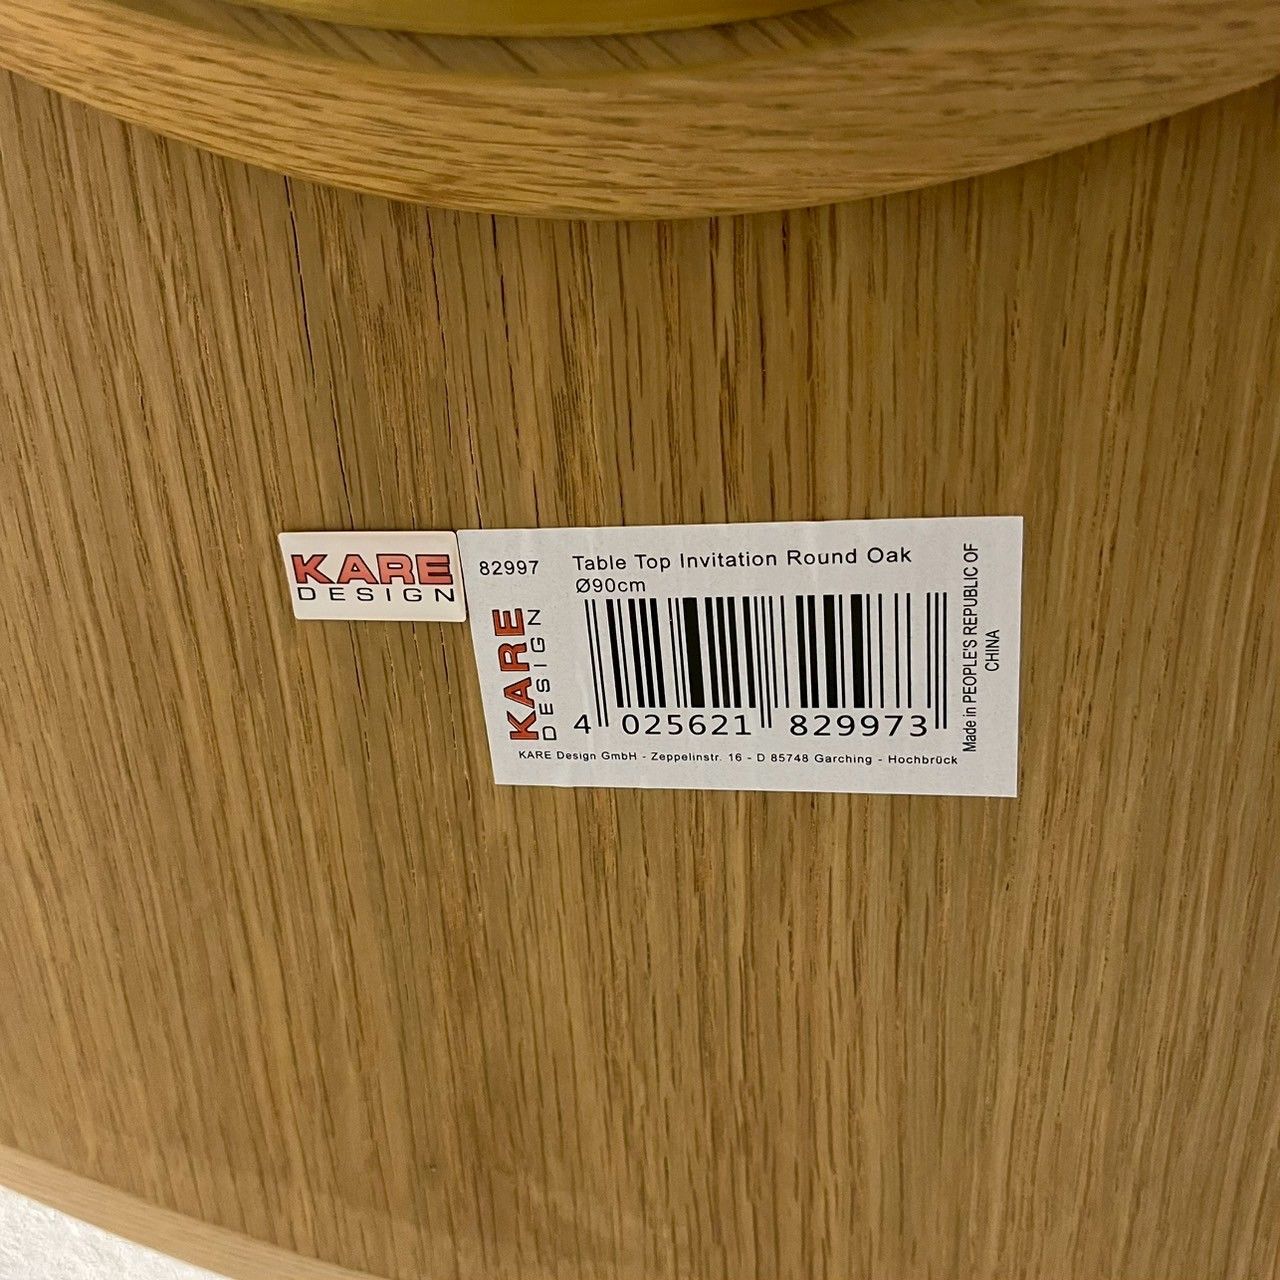 KARE
DESIGN
82997
Table Top Invitation Round Oak
Ø90cm
KARE
DESIGN
4 025621 829973
Made in PEOPLE'S REPUBLIC OF
CHINA
KARE Design GmbH - Zeppelinstr. 16 - D 85748 Garching - Hochbrück